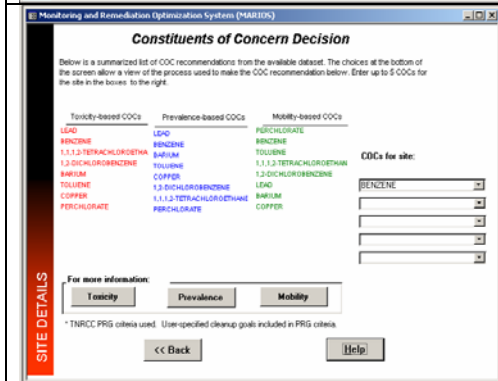 Monitoring and Remediation Optimization System (MAROS)
Constituents of Concern Decision
Below is a summarized list of COC recommendations from the available dataset. The choices at the bottom of
the screen allow a view of the process used to make the COC recommendation below. Enter up to 5 COCs for
the site in the boxes to the right.
Toxicity-based COCs
LEAD
BENZENE
1,1,1,2-TETRACHLOROETHA
1,2-DICHLOROBENZENE
BARIUM
TOLUENE
COPPER
PERCHLORATE
Prevalence-based COCs
LEAD
BENZENE
BARIUM
TOLUENE
COPPER
1,2-DICHLOROBENZENE
1,1,1,2-TETRACHLOROETHANE
PERCHLORATE
Mobility-based COCs
PERCHLORATE
BENZENE
TOLUENE
1,1,1,2-TETRACHLOROETHAN
1,2-DICHLOROBENZENE
LEAD
BARIUM
COPPER
COCs for site:
BENZENE
For more information:
Toxicity
Prevalence
Mobility
* TNRCC PRG criteria used. User-specified cleanup goals included in PRG criteria.
<< Back
Help
SITE DETAILS